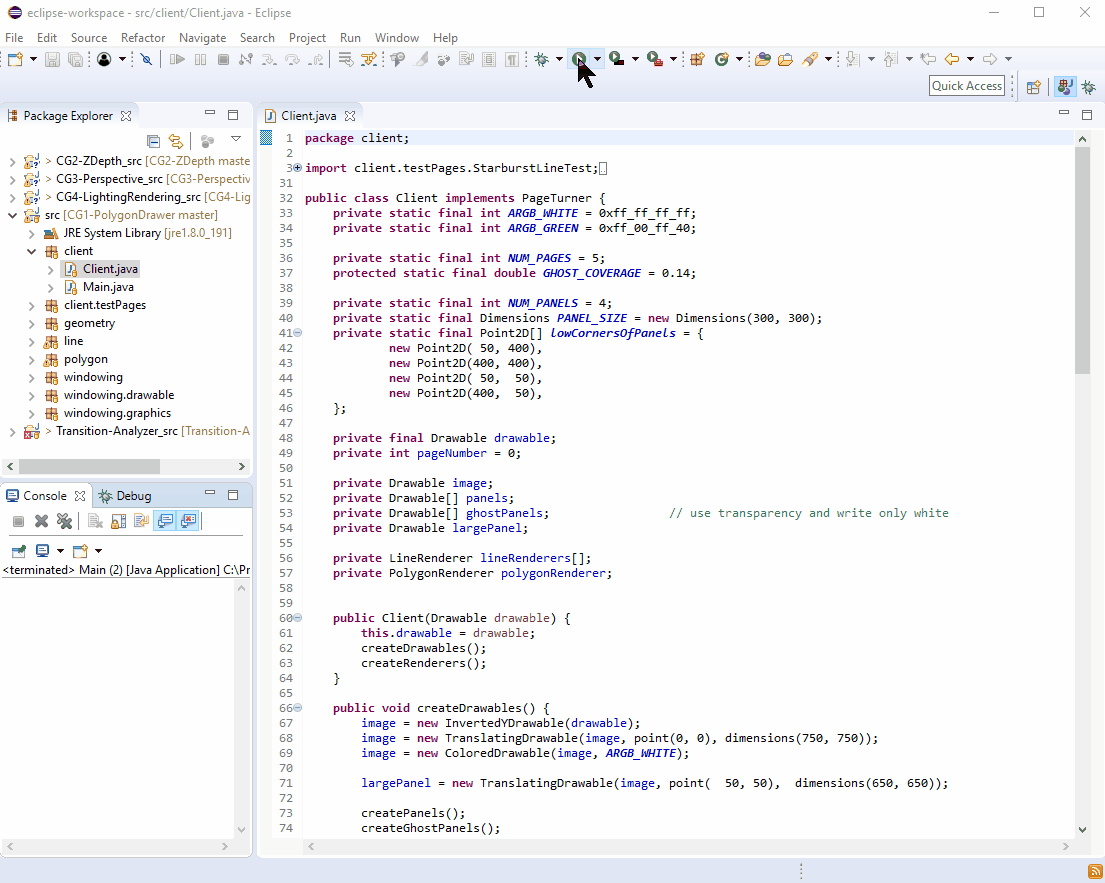 eclipse-workspace - src/client/Client.java - Eclipse
File Edit Source Refactor Navigate Search Project Run Window Help
Quick Access
Package Explorer
> CG2-ZDepth_src [CG2-ZDepth maste
> CG3-Perspective_src [CG3-Perspectiv
> CG4-LightingRendering_src [CG4-Lig
src [CG1-PolygonDrawer master]
JRE System Library [jre1.8.0_191]
client
Client.java
Main.java
client.testPages
geometry
line
polygon
windowing
windowing.drawable
windowing.graphics
> Transition-Analyzer_src [Transition-A
Console Debug
<terminated> Main (2) [Java Application] C:\Pr
Client.java
1 package client;
2
3 import client.testPages.StarburstLineTest;
31
32 public class Client implements PageTurner {
33 private static final int ARGB_WHITE = 0xff_ff_ff_ff;
34 private static final int ARGB_GREEN = 0xff_00_ff_40;
35
36 private static final int NUM_PAGES = 5;
37 protected static final double GHOST_COVERAGE = 0.14;
38
39 private static final int NUM_PANELS = 4;
40 private static final Dimensions PANEL_SIZE = new Dimensions(300, 300);
41 private static final Point2D[] lowCornersOfPanels = {
42 new Point2D( 50, 400),
43 new Point2D(400, 400),
44 new Point2D( 50,  50),
45 new Point2D(400,  50),
46 };
47
48 private final Drawable drawable;
49 private int pageNumber = 0;
50
51 private Drawable image;
52 private Drawable[] panels;
53 private Drawable[] ghostPanels; // use transparency and write only white
54 private Drawable largePanel;
55
56 private LineRenderer lineRenderers[];
57 private PolygonRenderer polygonRenderer;
58
59
60 public Client(Drawable drawable) {
61 this.drawable = drawable;
62 createDrawables();
63 createRenderers();
64 }
65
66 public void createDrawables() {
67 image = new InvertedYDrawable(drawable);
68 image = new TranslatingDrawable(image, point(0, 0), dimensions(750, 750));
69 image = new ColoredDrawable(image, ARGB_WHITE);
70
71 largePanel = new TranslatingDrawable(image, point(  50, 50),  dimensions(650, 650));
72
73 createPanels();
74 createGhostPanels();